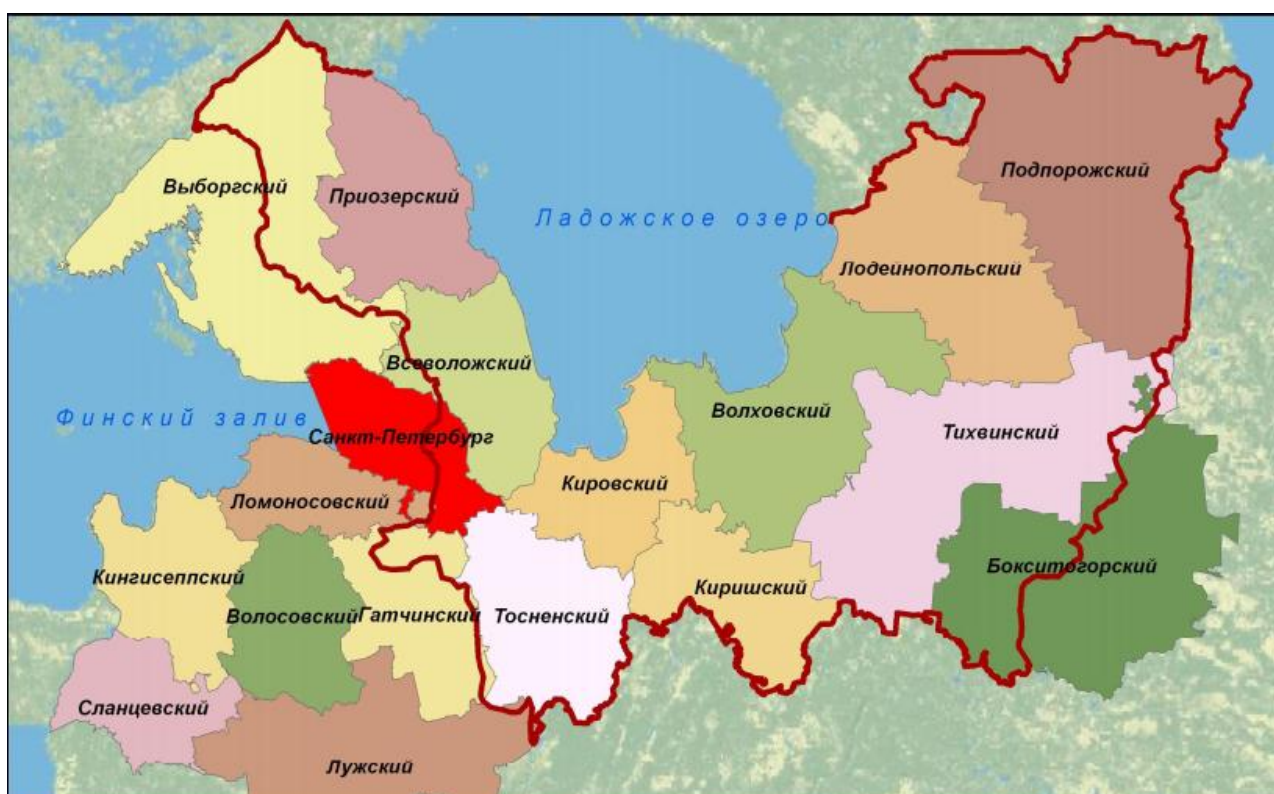 Подпорожский
Выборгский
Приозерский
Ладожское озеро
Лодейнопольский
Всеволожский
Финский залив
Волховский
Санкт-Петербург
Тихвинский
Кировский
Ломоносовский
Бокситогорский
Кингисеппский
Киришский
Волосовский
Гатчинский
Тосненский
Сланцевский
Лужский